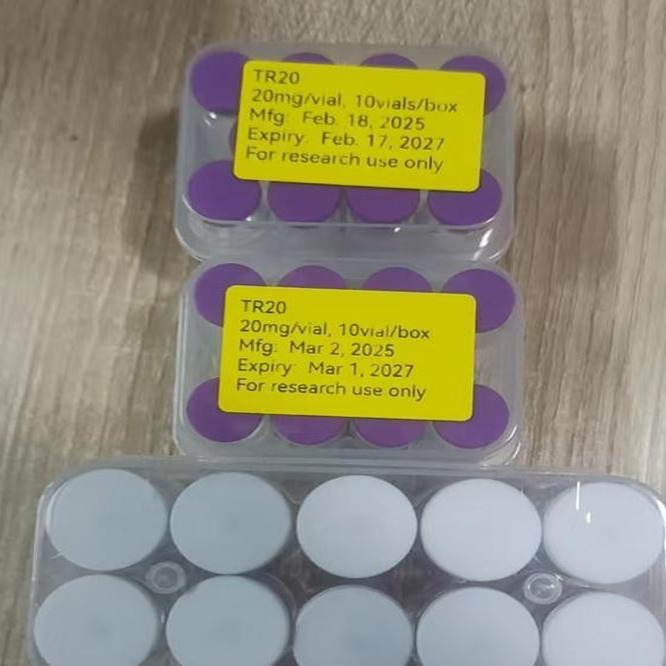 TR20
20mg/vial, 10vials/box
Mfg: Feb. 18, 2025
Expiry: Feb. 17, 2027
For research use only
TR20
20mg/vial, 10vial/box
Mfg: Mar 2, 2025
Expiry: Mar 1, 2027
For research use only